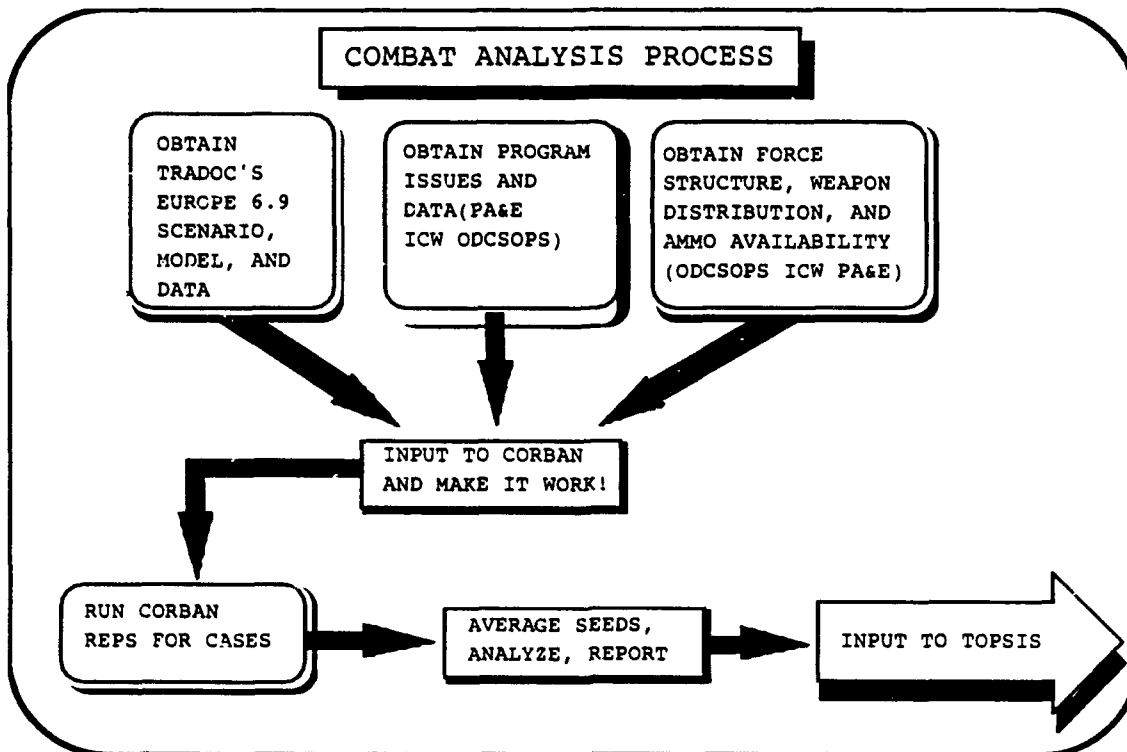 COMBAT ANALYSIS PROCESS
OBTAIN
TRADOC'S
EUROPE 6.9
SCENARIO,
MODEL, AND
DATA
OBTAIN PROGRAM
ISSUES AND
DATA(PA&E
ICW ODCSOPS)
OBTAIN FORCE
STRUCTURE, WEAPON
DISTRIBUTION, AND
AMMO AVAILABILITY
(ODCSOPS ICW PA&E)
INPUT TO CORBAN
AND MAKE IT WORK!
RUN CORBAN
REPS FOR CASES
AVERAGE SEEDS,
ANALYZE, REPORT
INPUT TO TOPSIS